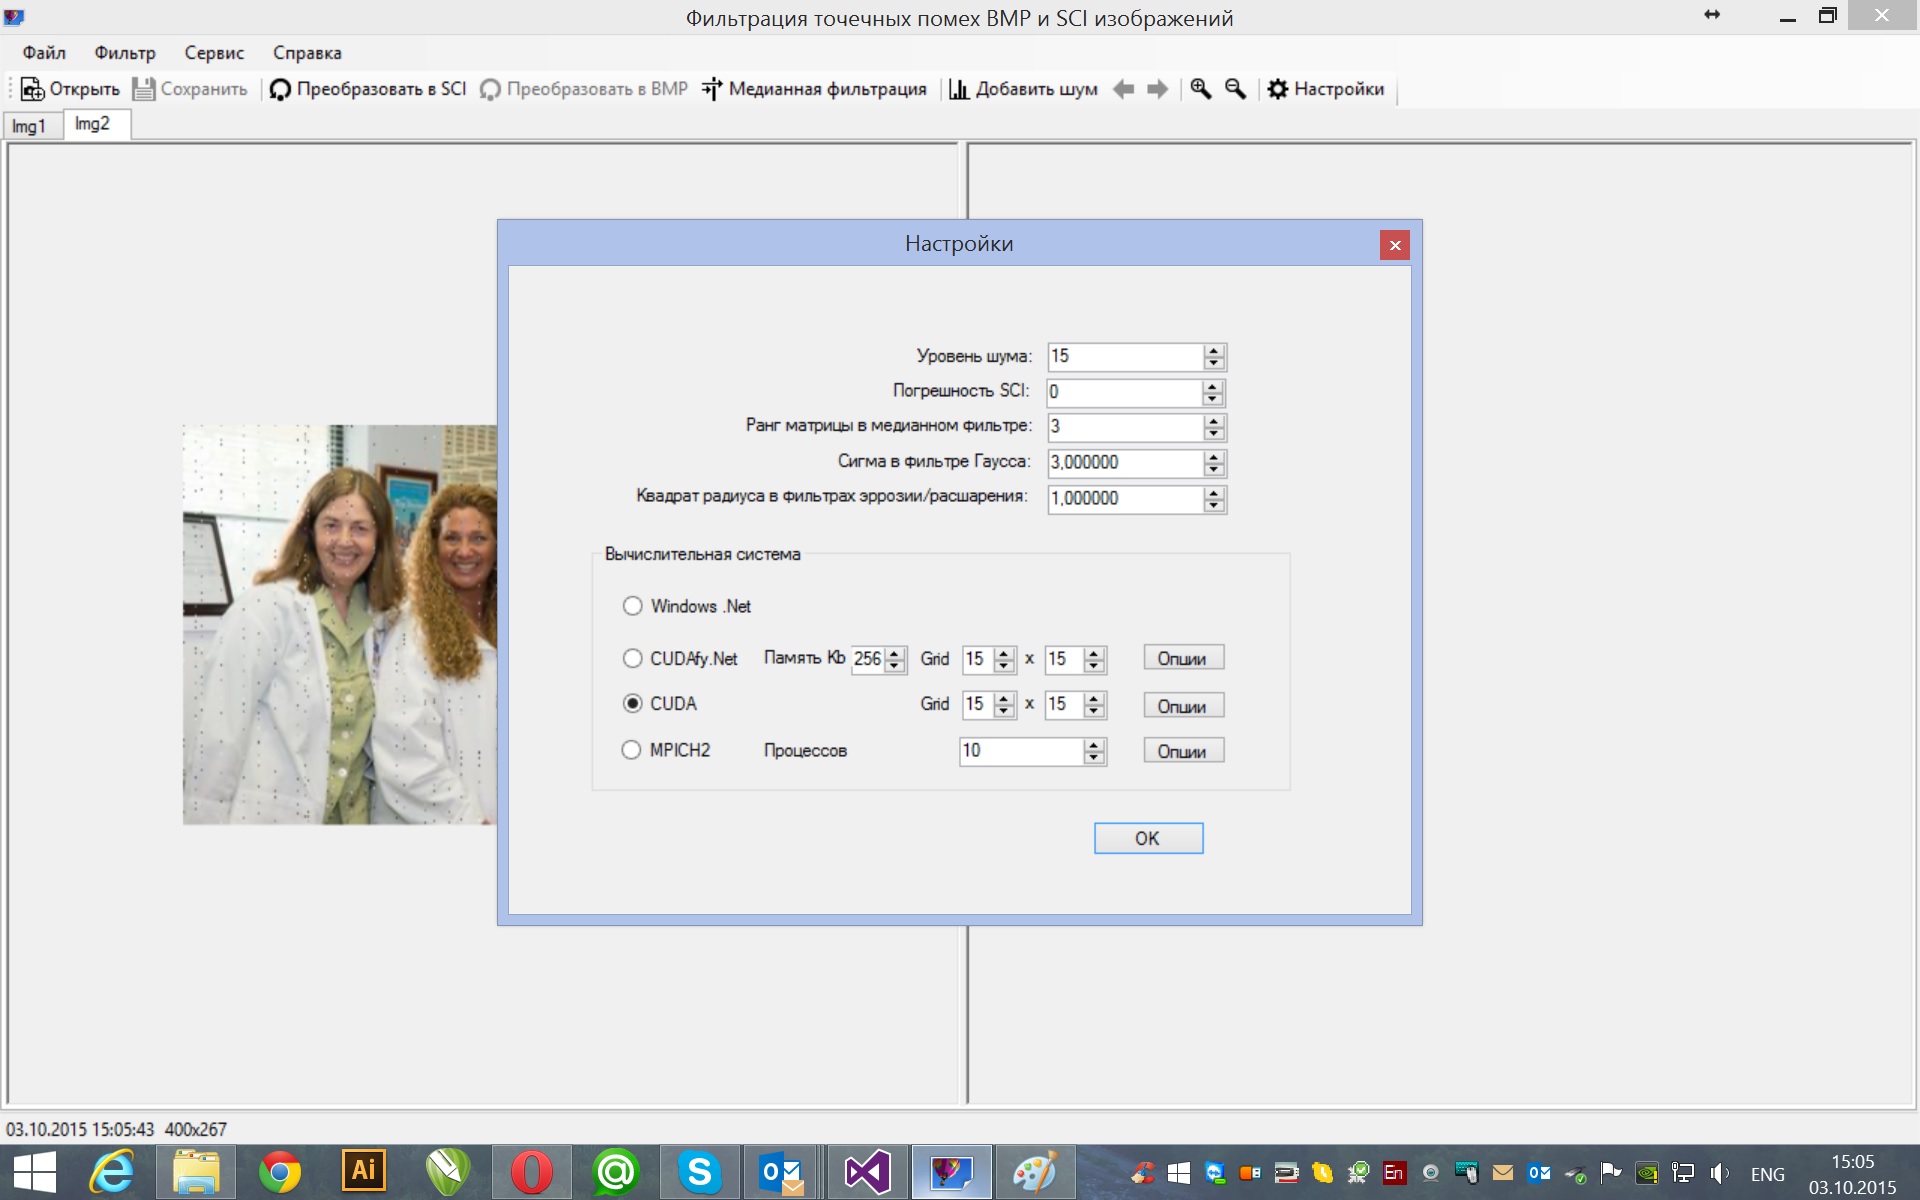 Фильтрация точечных помех BMP и SCI изображений
Файл Фильтр Сервис Справка
Открыть Сохранить Преобразовать в SCI Преобразовать в BMP Медианная фильтрация Добавить шум Настройки
Img1 Img2
Настройки
Уровень шума: 15
Погрешность SCI: 0
Ранг матрицы в медианном фильтре: 3
Сигма в фильтре Гаусса: 3,000000
Квадрат радиуса в фильтрах эррозии/расшарения: 1,000000
Вычислительная система
Windows .Net
CUDAfy.Net Память Kb 256 Grid 15 x 15 Опции
CUDA Grid 15 x 15 Опции
MPICH2 Процессов 10 Опции
OK
03.10.2015 15:05:43 400x267
Ai
En
ENG
15:05
03.10.2015